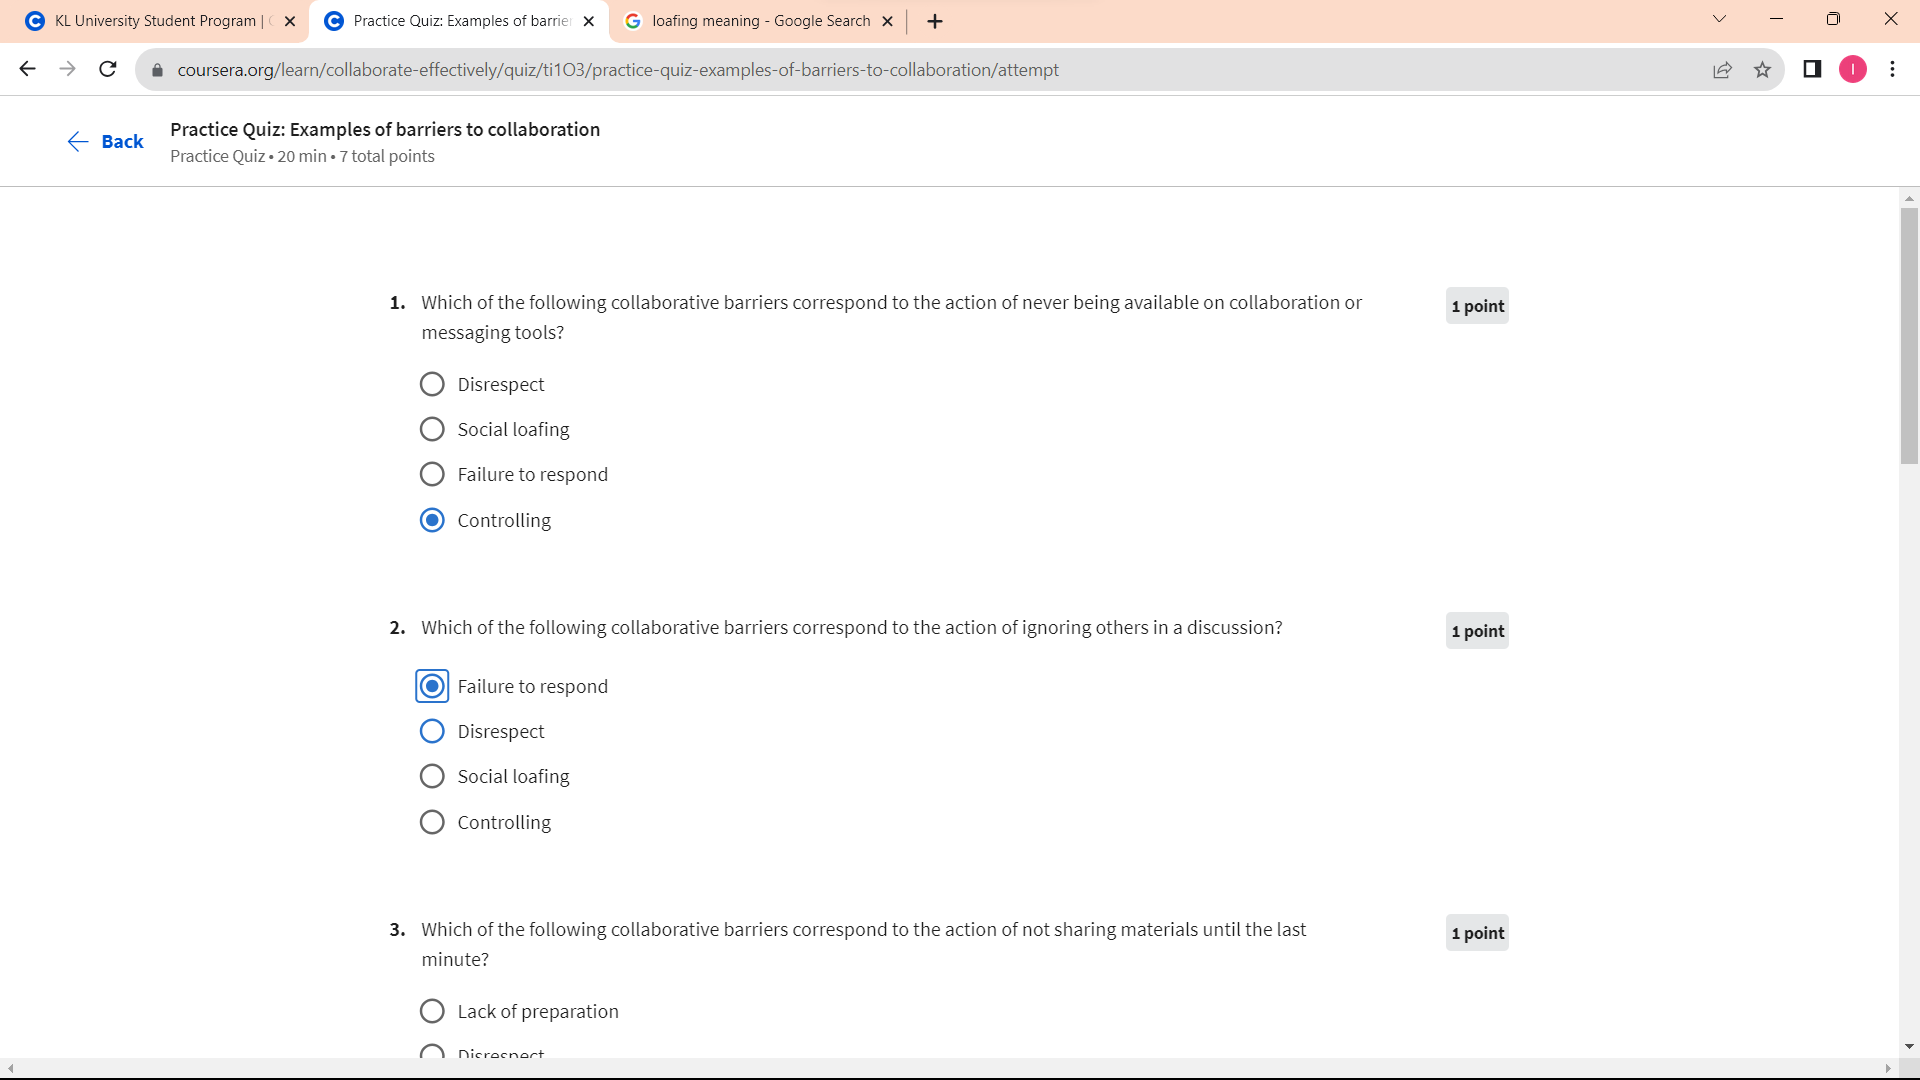 KL University Student Program |
Practice Quiz: Examples of barrier
loafing meaning - Google Search
coursera.org/learn/collaborate-effectively/quiz/ti1O3/practice-quiz-examples-of-barriers-to-collaboration/attempt
I
Back
Practice Quiz: Examples of barriers to collaboration
Practice Quiz • 20 min • 7 total points
1. Which of the following collaborative barriers correspond to the action of never being available on collaboration or
messaging tools?
1 point
Disrespect
Social loafing
Failure to respond
Controlling
2. Which of the following collaborative barriers correspond to the action of ignoring others in a discussion?
1 point
Failure to respond
Disrespect
Social loafing
Controlling
3. Which of the following collaborative barriers correspond to the action of not sharing materials until the last
minute?
1 point
Lack of preparation
Disrespect